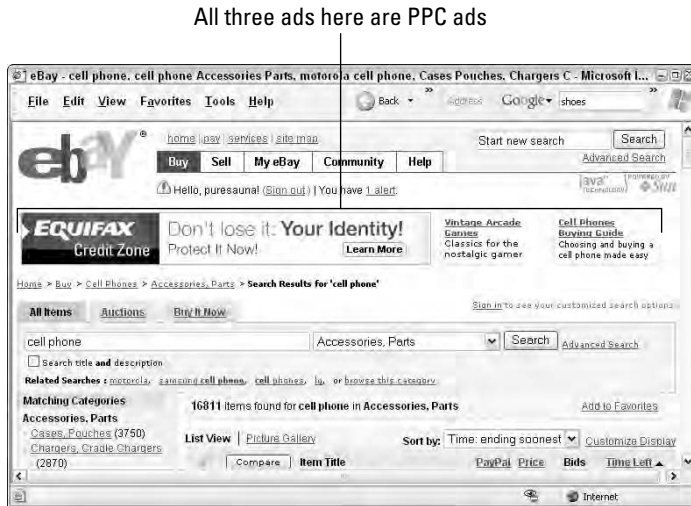 All three ads here are PPC ads
eBay - cell phone, cell phone Accessories Parts, motorola cell phone, Cases Pouches, Chargers C - Microsoft I...
File Edit View Favorites Tools Help Back » Address Google shoes »
ebY ® home | pay | services | site map Start new search Search
Buy Sell My eBay Community Help Advanced Search
Hello, puresauna! (Sign out) | You have 1 alert. Java TECHNOLOGY POWERED BY Sun
EQUIFAX Don't lose it: Your Identity! Vintage Arcade Cell Phones
Credit Zone Protect It Now! Learn More Games Buying Guide
Classics for the Choosing and buying a
nostalgic gamer cell phone made easy
Home > Buy > Cell Phones > Accessories, Parts > Search Results for 'cell phone'
All Items Auctions Buy It Now Sign in to see your customized search options
cell phone Accessories, Parts Search Advanced Search
Search title and description
Related Searches : motorola, samsung cell phone, cell phones, lg, or browse this category
Matching Categories 16811 items found for cell phone in Accessories, Parts Add to Favorites
Accessories, Parts
Cases, Pouches (3750) List View | Picture Gallery Sort by: Time: ending soonest Customize Display
Chargers, Cradle Chargers
(2870) Compare Item Title PayPal Price Bids Time Left
Internet